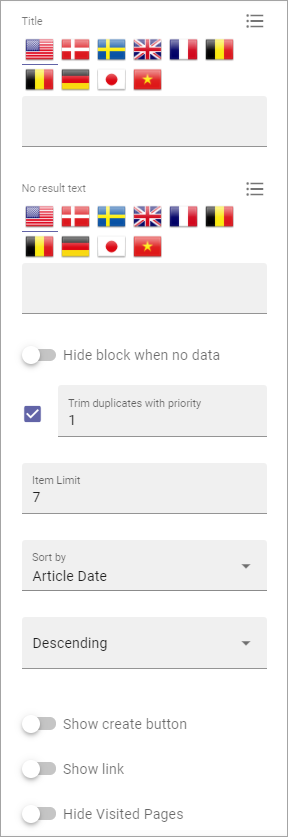 Title
No result text
Hide block when no data
Trim duplicates with priority
1
Item Limit
7
Sort by
Article Date
Descending
Show create button
Show link
Hide Visited Pages